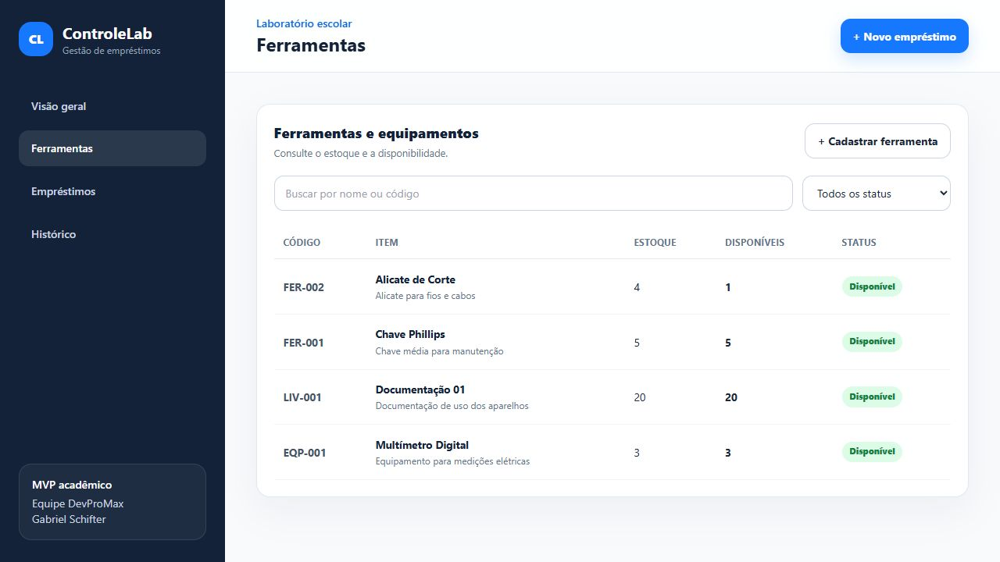 CL
ControleLab
Gestão de empréstimos
Visão geral
Ferramentas
Empréstimos
Histórico
MVP acadêmico
Equipe DevProMax
Gabriel Schifter
Laboratório escolar
Ferramentas
+ Novo empréstimo
Ferramentas e equipamentos
Consulte o estoque e a disponibilidade.
+ Cadastrar ferramenta
Buscar por nome ou código
Todos os status
CÓDIGO ITEM ESTOQUE DISPONÍVEIS STATUS
FER-002 Alicate de Corte 4 1 Disponível
Alicate para fios e cabos
FER-001 Chave Phillips 5 5 Disponível
Chave média para manutenção
LIV-001 Documentação 01 20 20 Disponível
Documentação de uso dos aparelhos
EQP-001 Multímetro Digital 3 3 Disponível
Equipamento para medições elétricas